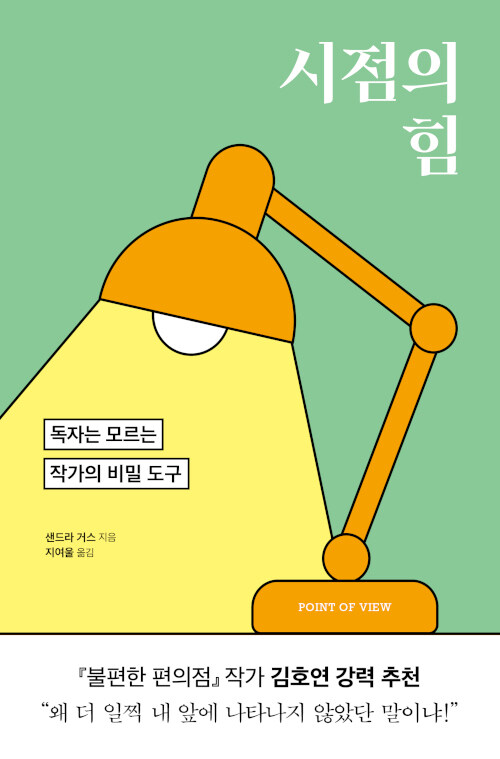 시점의
힘
독자는 모르는
작가의 비밀 도구
샌드라 거스 지음
지여울 옮김
POINT OF VIEW
『불편한 편의점』 작가 김호연 강력 추천
“왜 더 일찍 내 앞에 나타나지 않았단 말이냐!”